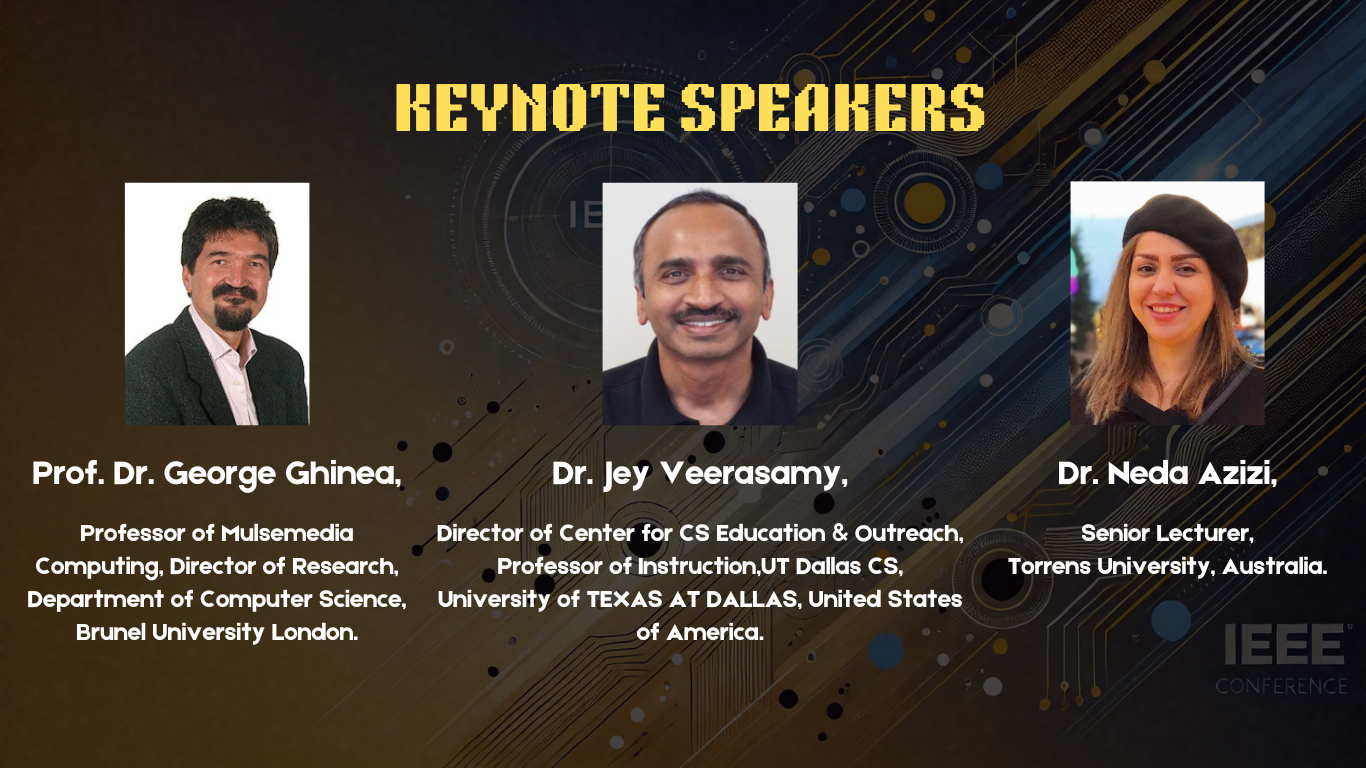 KEYNOTE SPEAKERS
IE
Prof. Dr. George Ghinea,
Professor of Mulsemedia
Computing, Director of Research,
Department of Computer Science,
Brunel University London.
Dr. Jey Veerasamy,
Director of Center for CS Education & Outreach,
Professor of Instruction,UT Dallas CS,
University of TEXAS AT DALLAS, United States
of America.
Dr. Neda Azizi,
Senior Lecturer,
Torrens University, Australia.
IEEE
CONFERENCE